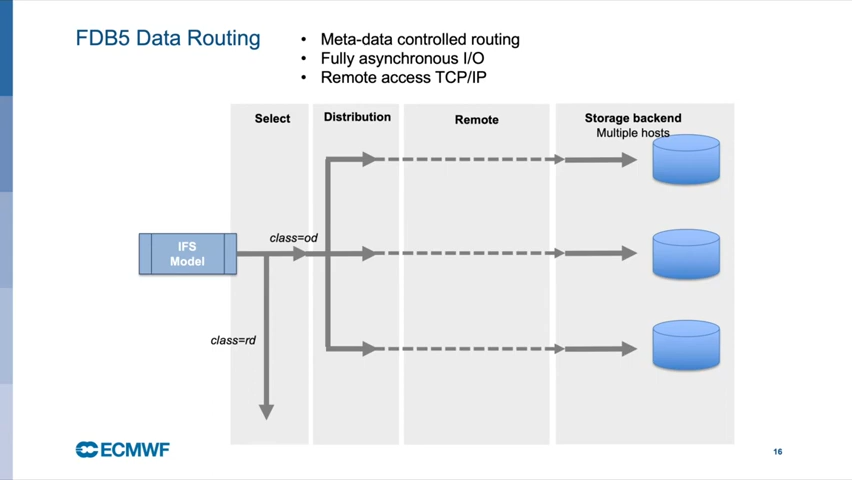 FDB5 Data Routing
• Meta-data controlled routing
• Fully asynchronous I/O
• Remote access TCP/IP
Select
Distribution
Remote
Storage backend
Multiple hosts
class=od
IFS
Model
class=rd
ECMWF
16